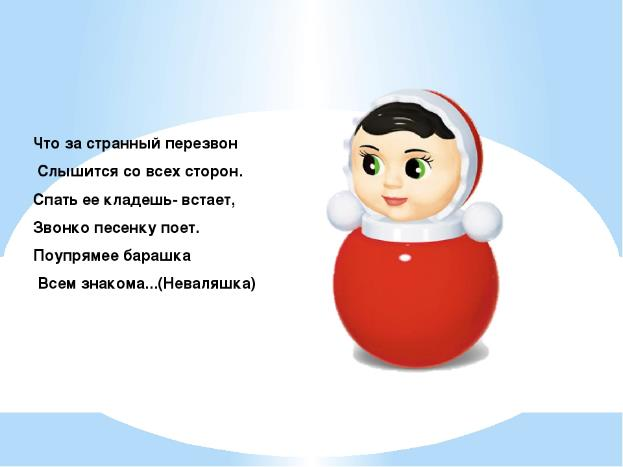 Что за странный перезвон
Слышится со всех сторон.
Спать ее кладешь- встает,
Звонко песенку поет.
Поупрямее барашка
Всем знакома...(Неваляшка)